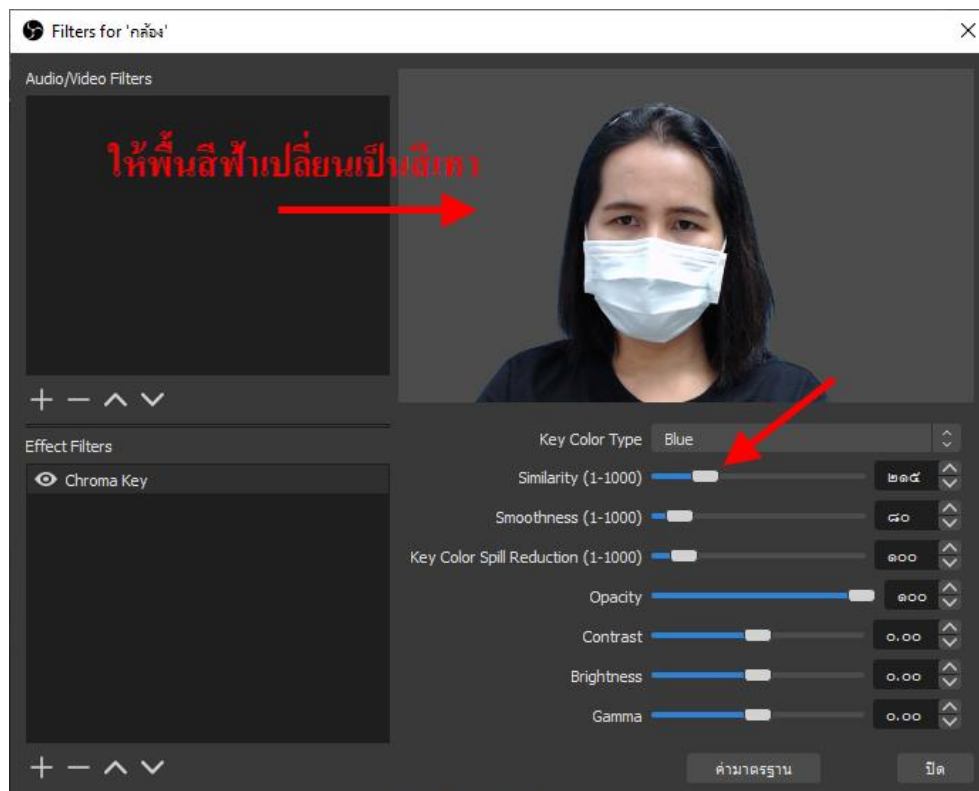 Filters for 'กล้อง'
Audio/Video Filters
ให้พื้นสีฟ้าเปลี่ยนเป็นสีเทา
Effect Filters
Chroma Key
Key Color Type Blue
Similarity (1-1000) ๒๑๕
Smoothness (1-1000) ๘๐
Key Color Spill Reduction (1-1000) ๑๐๐
Opacity ๑๐๐
Contrast ๐.๐๐
Brightness ๐.๐๐
Gamma ๐.๐๐
ค่ามาตรฐาน ปิด